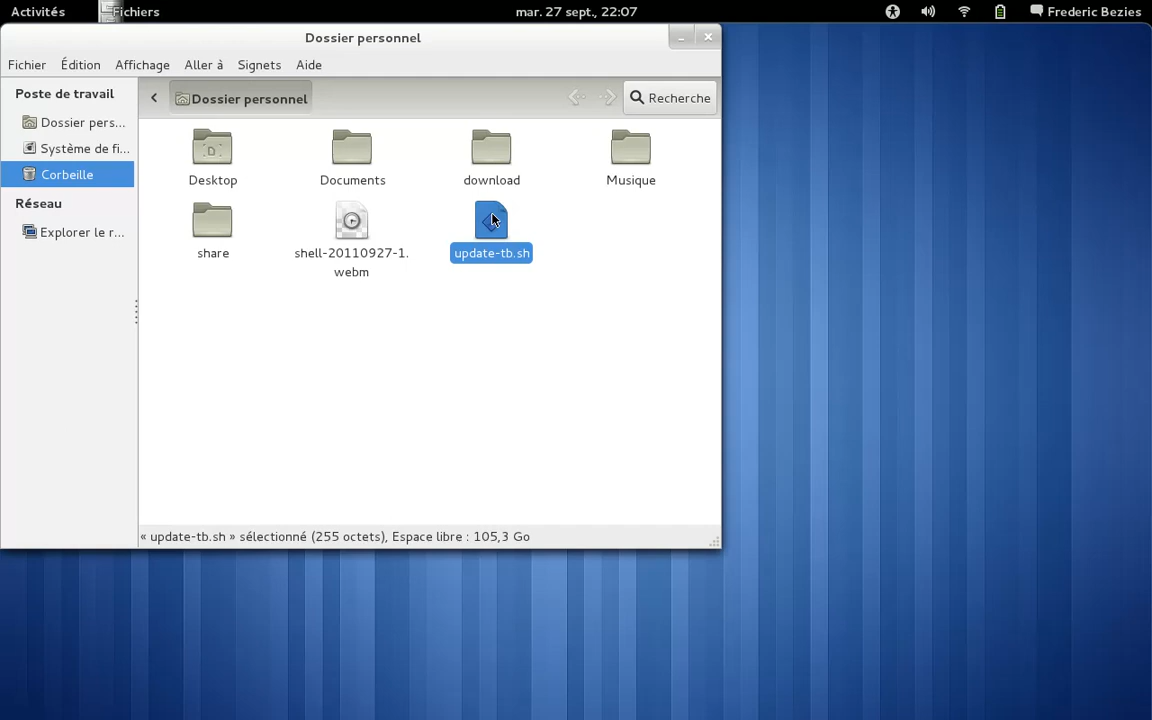 Activités Fichiers mar. 27 sept., 22:07 Frederic Bezies
Dossier personnel
Fichier Édition Affichage Aller à Signets Aide
Poste de travail
Dossier pers...
Système de fi...
Corbeille
Réseau
Explorer le r...
Dossier personnel Recherche
Desktop Documents download Musique
share shell-20110927-1.
webm update-tb.sh
« update-tb.sh » sélectionné (255 octets), Espace libre : 105,3 Go